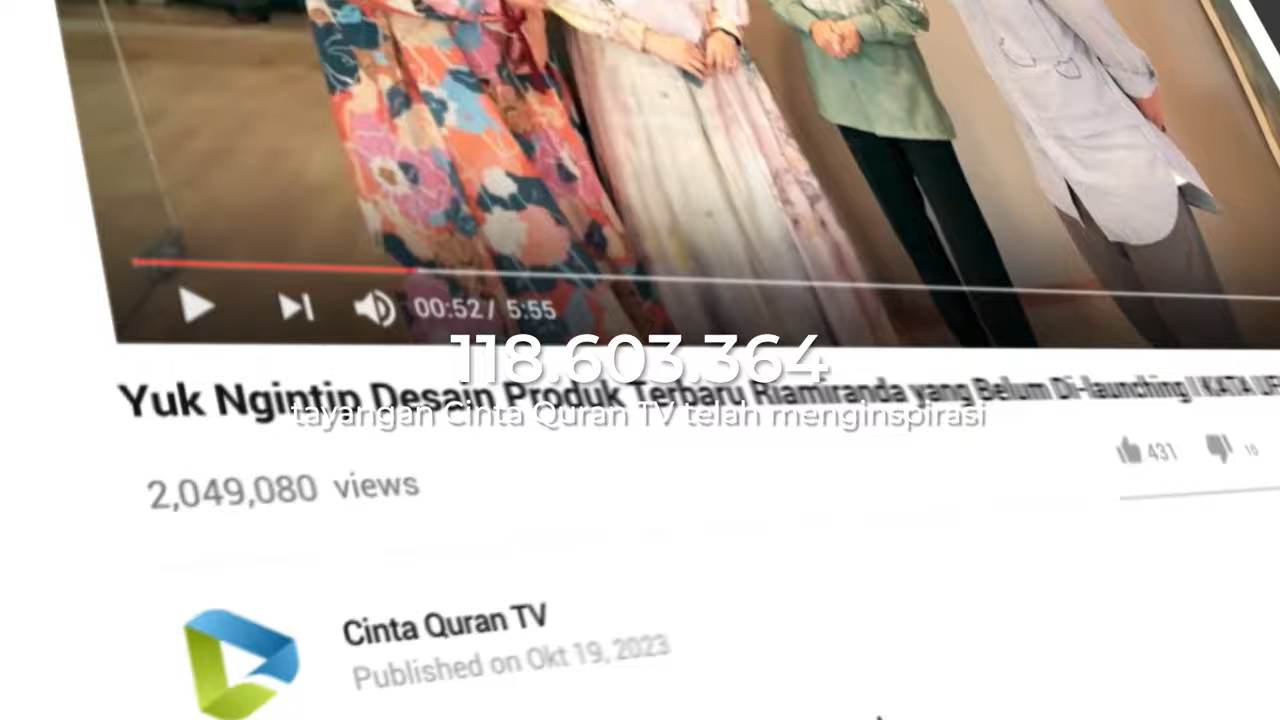 00:52 / 5:55
118.603.364
Yuk Ngintip Desain Produk Terbaru Riamiranda yang Belum Di-launching | KATA
tayangan Cinta Quran TV telah menginspirasi
431
10
2,049,080 views
Cinta Quran TV
Published on Okt 19, 2023